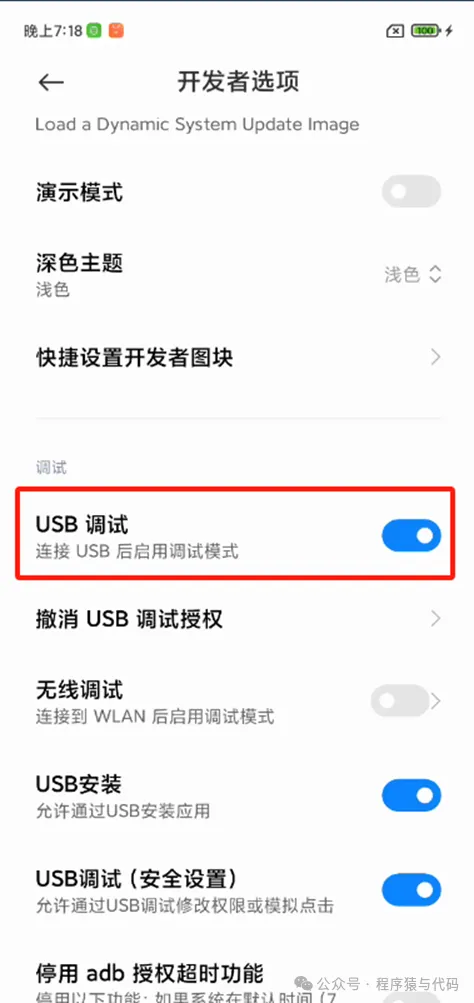 晚上7:18
100
开发者选项
Load a Dynamic System Update Image
演示模式
深色主题
浅色
浅色
快捷设置开发者图块
调试
USB 调试
连接 USB 后启用调试模式
撤消 USB 调试授权
无线调试
连接到 WLAN 后启用调试模式
USB安装
允许通过USB安装应用
USB调试（安全设置）
允许通过USB调试修改权限或模拟点击
停用 adb 授权超时功能
停用以下功能：如果系统在默认时间（7
公众号 · 程序猿与代码